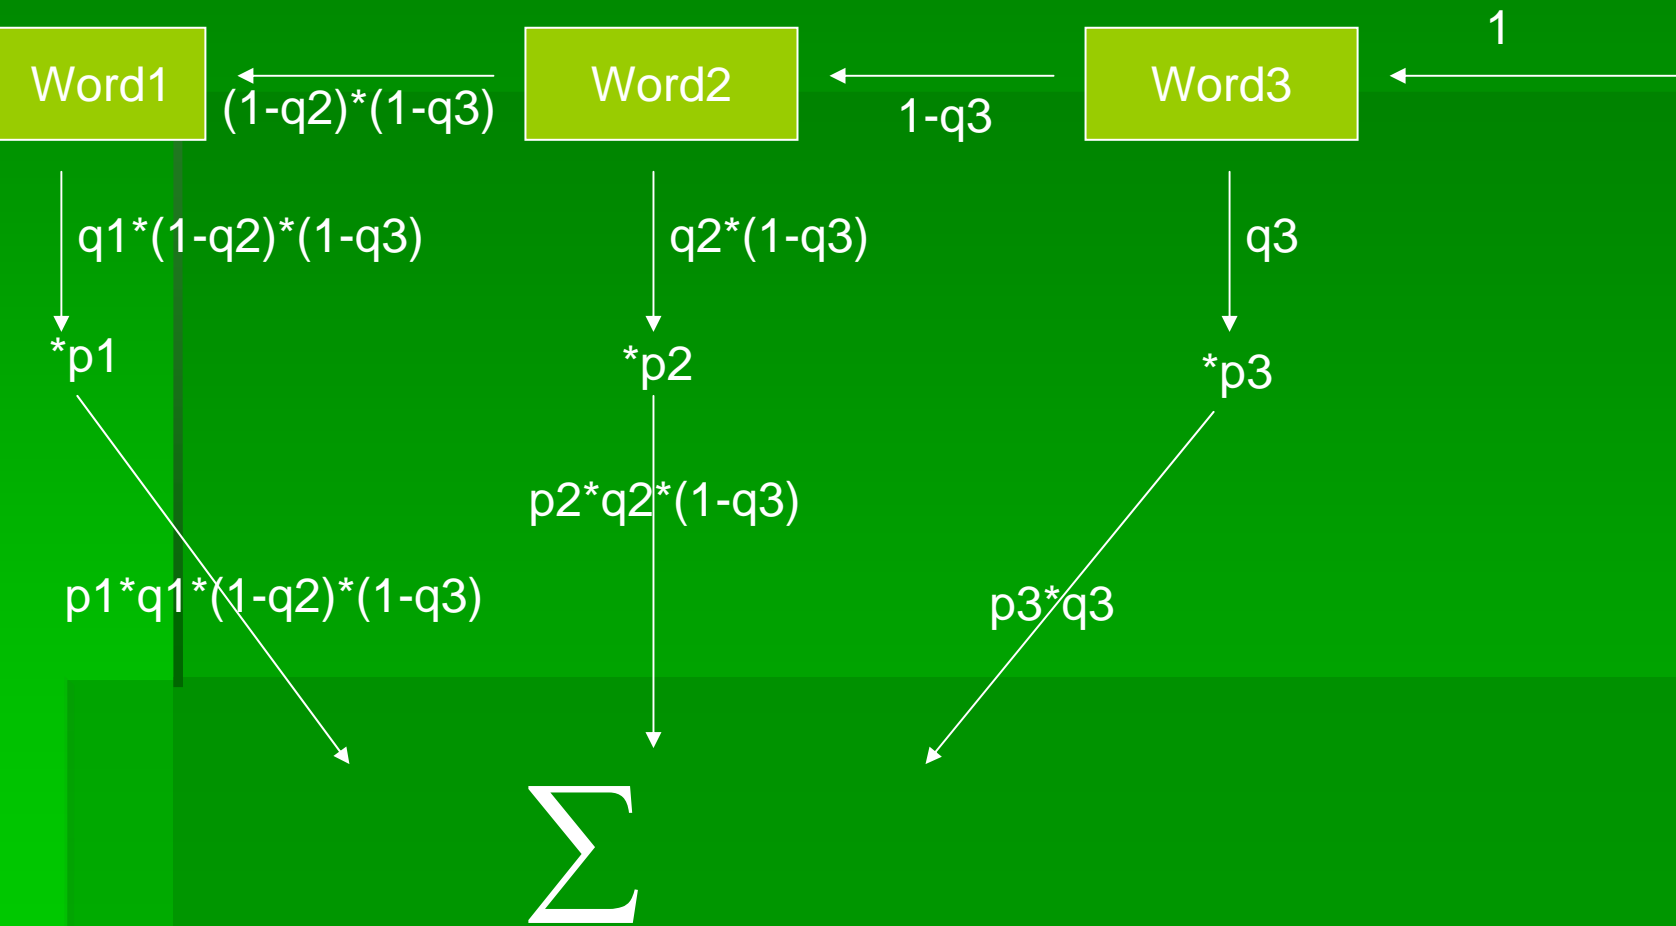 1
Word1
(1-q2)*(1-q3)
Word2
1-q3
Word3
q1*(1-q2)*(1-q3)
q2*(1-q3)
q3
*p1
*p2
*p3
p2*q2*(1-q3)
p1*q1*(1-q2)*(1-q3)
p3*q3
∑